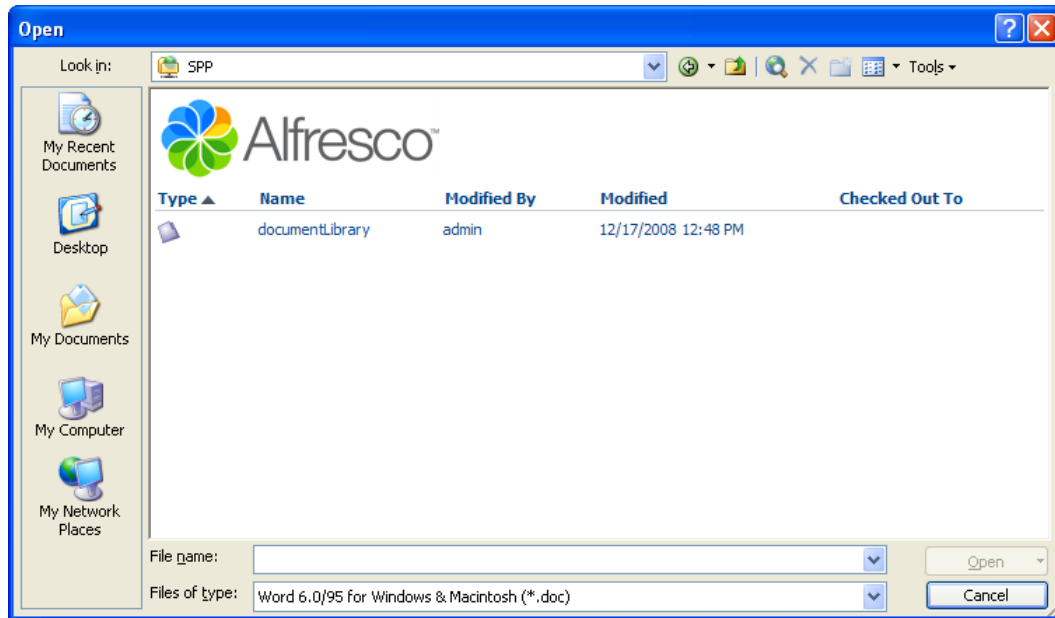 Open
Look in:
SPP
Tools
My Recent
Documents
Desktop
My Documents
My Computer
My Network
Places
Alfresco™
Type Name Modified By Modified Checked Out To
documentLibrary admin 12/17/2008 12:48 PM
File name:
Open
Files of type: Word 6.0/95 for Windows & Macintosh (*.doc)
Cancel